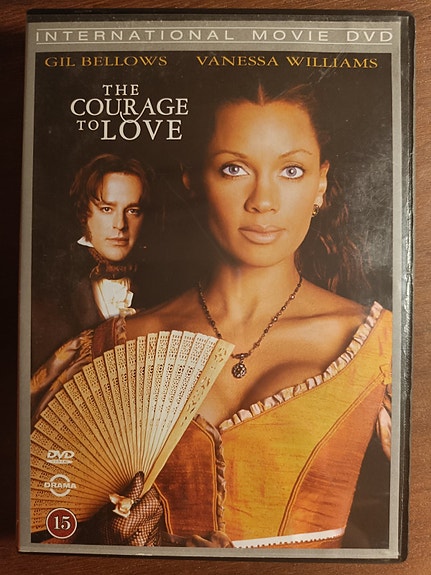 INTERNATIONAL MOVIE DVD
GIL BELLOWS VANESSA WILLIAMS
THE
COURAGE
TO LOVE
DVD
DRAMA
15